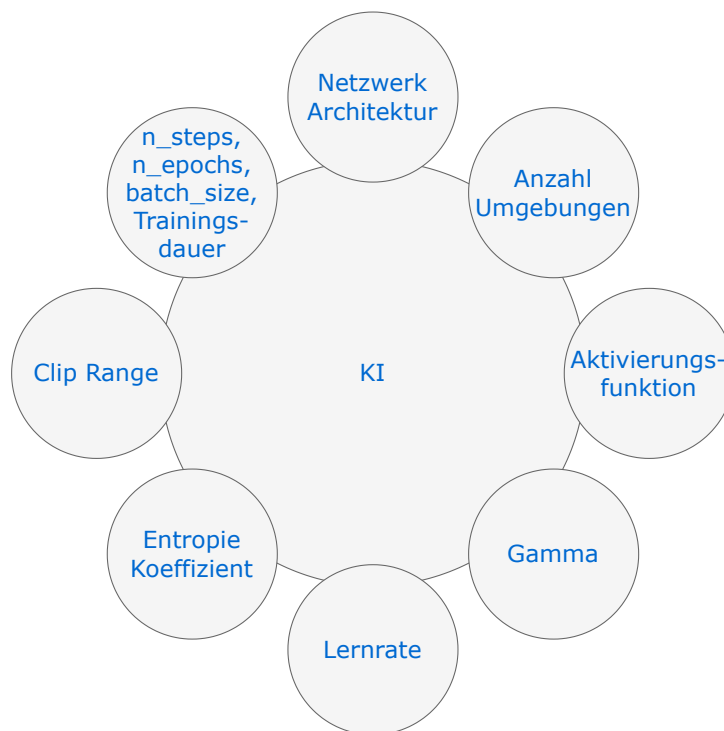 Netzwerk
Architektur
n_steps,
n_epochs,
batch_size,
Trainings-
dauer
Anzahl
Umgebungen
Clip Range
KI
Aktivierungs-
funktion
Entropie
Koeffizient
Gamma
Lernrate